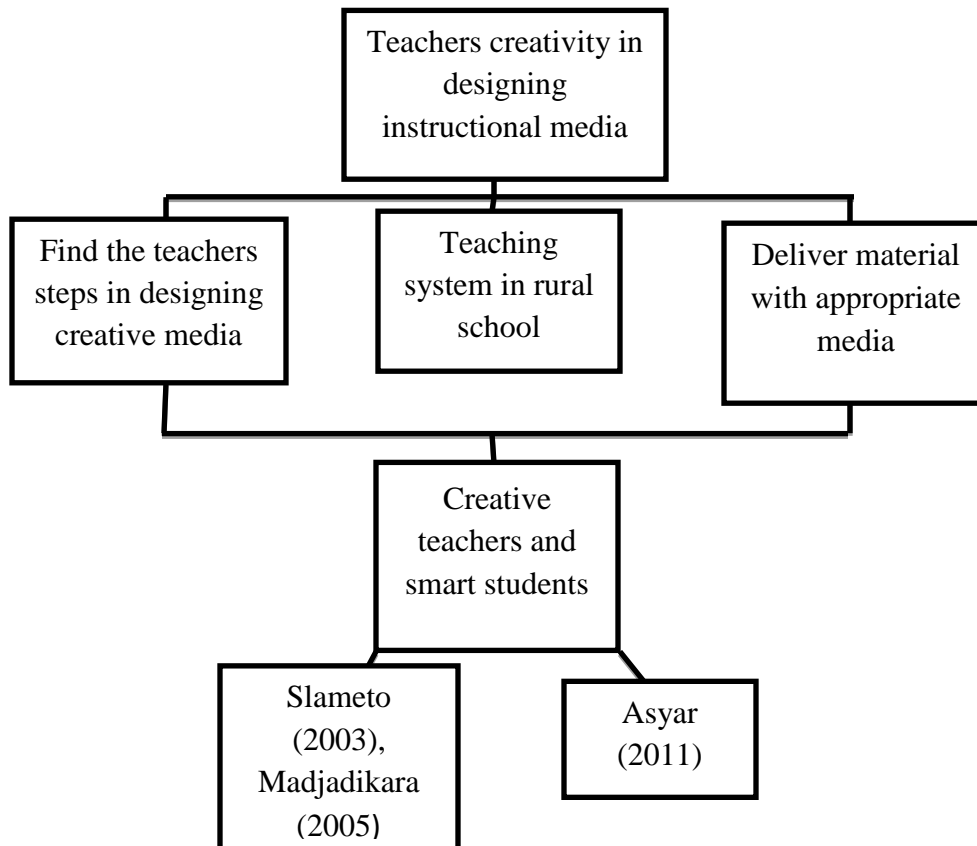 Teachers creativity in
designing
instructional media
Find the teachers
steps in designing
creative media
Teaching
system in rural
school
Deliver material
with appropriate
media
Creative
teachers and
smart students
Slameto
(2003),
Madjadikara
(2005)
Asyar
(2011)